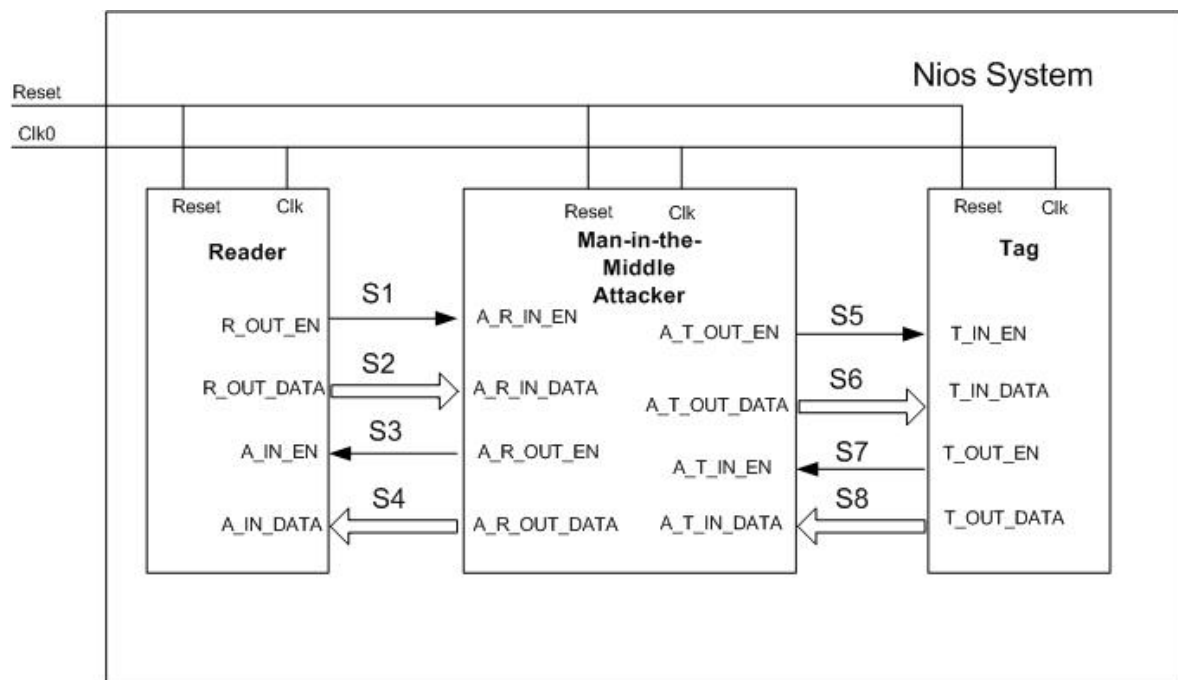 Nios System
Reset
Clk0
Reset Clk
Reader
Reset Clk
Man-in-the-
Middle
Attacker
Reset Clk
Tag
S1
R_OUT_EN
A_R_IN_EN
S2
R_OUT_DATA
A_R_IN_DATA
S3
A_IN_EN
A_R_OUT_EN
S4
A_IN_DATA
A_R_OUT_DATA
S5
A_T_OUT_EN
T_IN_EN
S6
A_T_OUT_DATA
T_IN_DATA
S7
A_T_IN_EN
T_OUT_EN
S8
A_T_IN_DATA
T_OUT_DATA